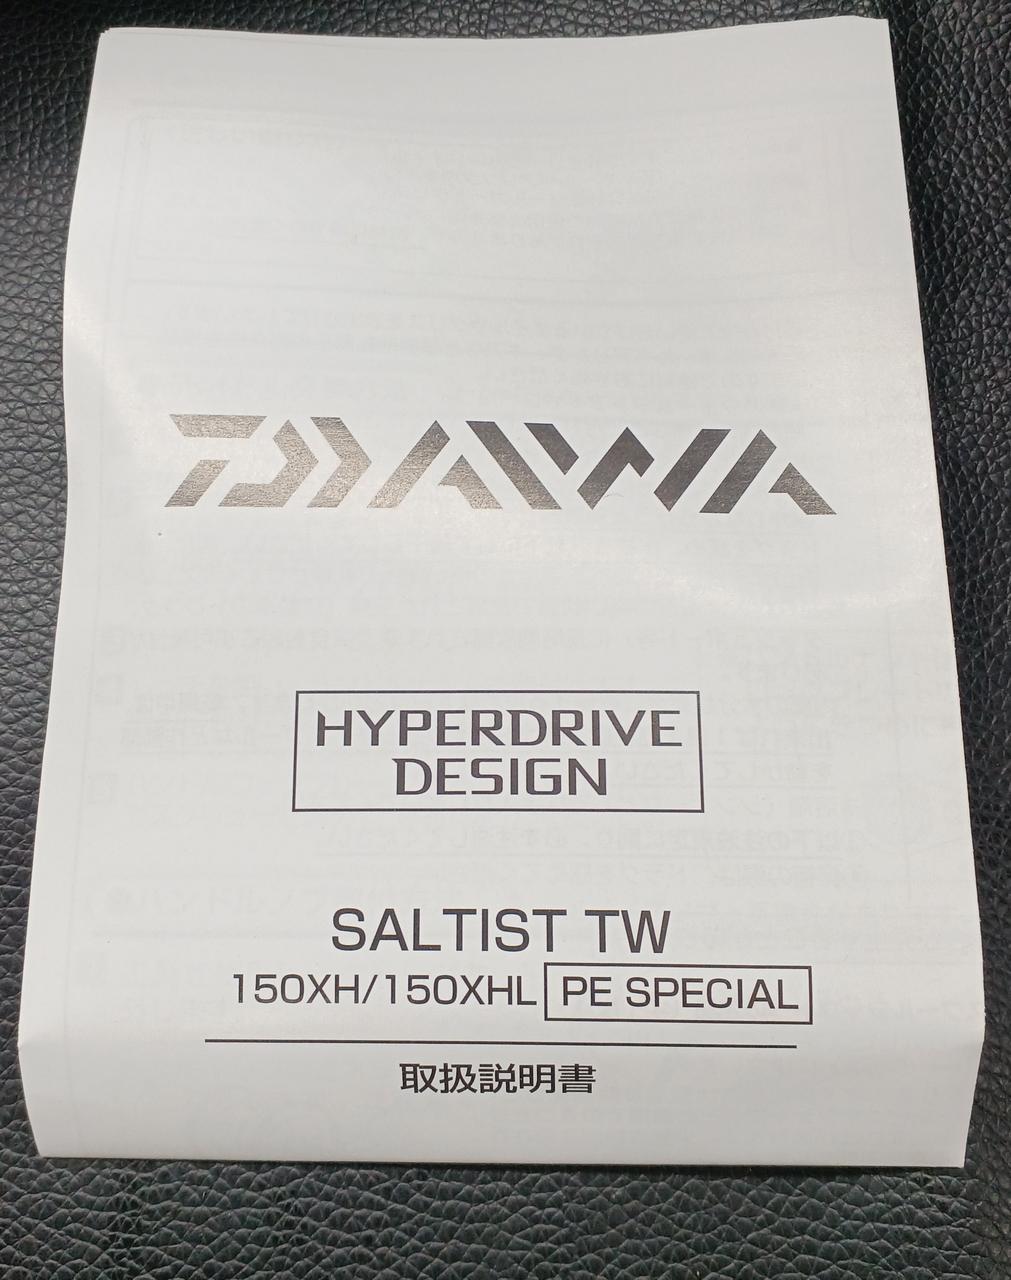 DAIWA
HYPERDRIVE
DESIGN
SALTIST TW
150XH/150XHL PE SPECIAL
取扱説明書